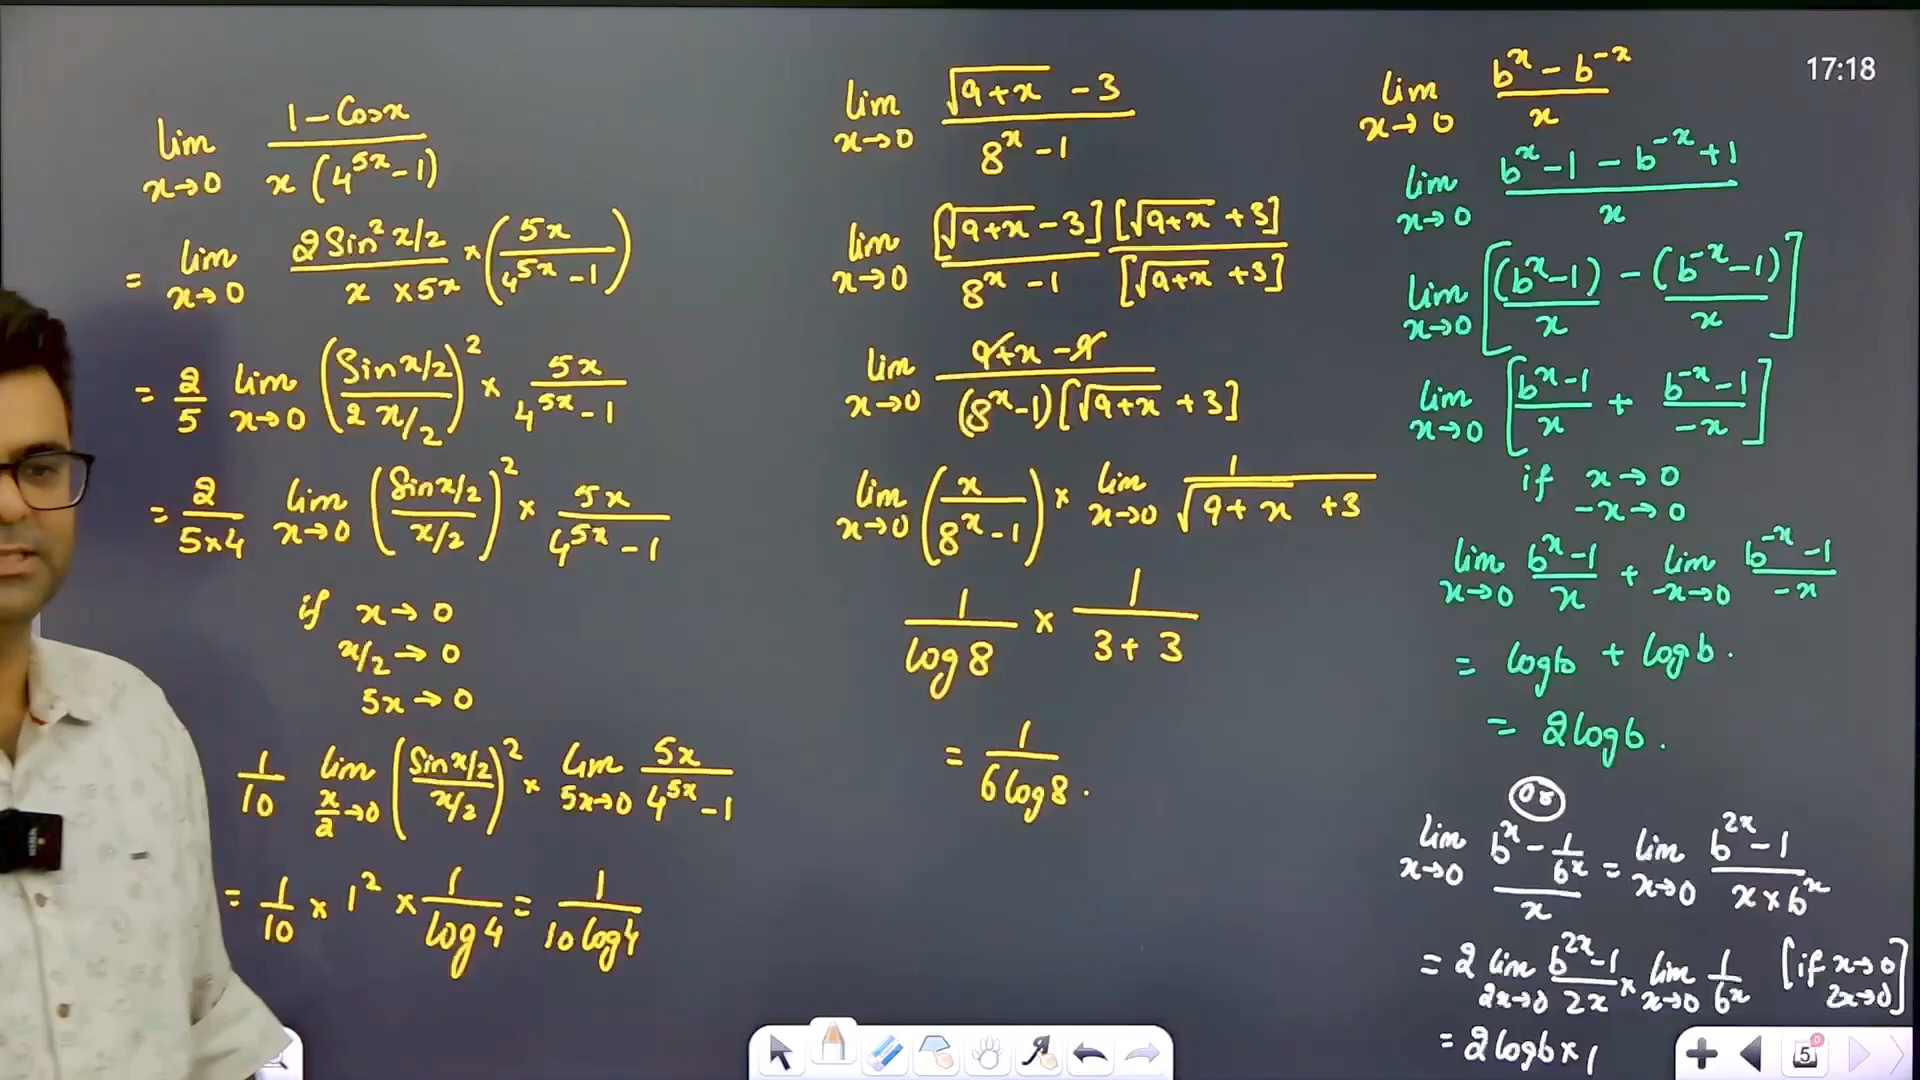 lim x→0 (1 - Cosx) / (x (4^5x - 1))
= lim x→0 (2 Sin² x/2) / (x × 5x) × (5x / (4^5x - 1))
= 2/5 lim x→0 (Sin x/2 / (2 x/2))² × 5x / (4^5x - 1)
= 2/(5×4) lim x→0 (Sin x/2 / (x/2))² × 5x / (4^5x - 1)
if x→0
x/2 → 0
5x → 0
1/10 lim x/2→0 (Sin x/2 / (x/2))² × lim 5x→0 5x / (4^5x - 1)
= 1/10 × 1² × 1/log4 = 1/(10 log4)
lim x→0 (√(9+x) - 3) / (8^x - 1)
lim x→0 ([√(9+x) - 3] / (8^x - 1)) ([√(9+x) + 3] / [√(9+x) + 3])
lim x→0 (9+x - 9) / ((8^x - 1)[√(9+x) + 3])
lim x→0 (x / (8^x - 1)) × lim x→0 1 / (√(9+x) + 3)
1/log8 × 1/(3+3)
= 1/(6 log8) .
17:18
lim x→0 (b^x - b^-x) / x
lim x→0 (b^x - 1 - b^-x + 1) / x
lim x→0 [(b^x - 1)/x - (b^-x - 1)/x]
lim x→0 [(b^x - 1)/x + (b^-x - 1)/-x]
if x→0
-x→0
lim x→0 (b^x - 1)/x + lim -x→0 (b^-x - 1)/-x
= logb + logb .
= 2logb .
Or
lim x→0 (b^x - 1/b^x) / x = lim x→0 (b^2x - 1) / (x × b^x)
= 2 lim 2x→0 (b^2x - 1)/2x × lim x→0 1/b^x [if x→0 2x→0]
= 2logb × 1
5